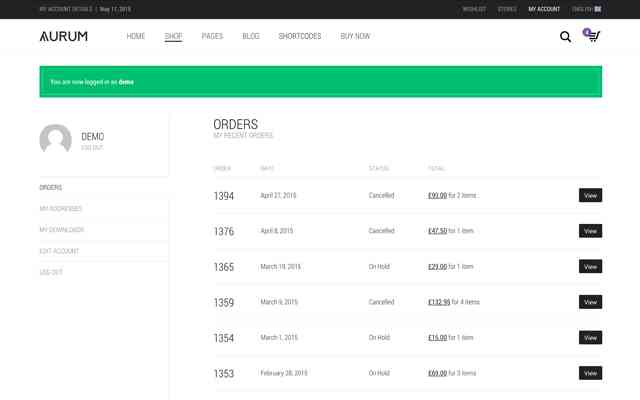 MY ACCOUNT DETAILS | May 11, 2015 WISHLIST STORES MY ACCOUNT ENGLISH
AURUM HOME SHOP PAGES BLOG SHORTCODES BUY NOW
You are now logged in as demo
DEMO
LOG OUT
ORDERS
MY ADDRESSES
MY DOWNLOADS
EDIT ACCOUNT
LOG OUT
ORDERS
MY RECENT ORDERS
ORDER DATE STATUS TOTAL
1394 April 27, 2015 Cancelled £93.00 for 2 items View
1376 April 8, 2015 Cancelled £47.50 for 1 item View
1365 March 19, 2015 On Hold £29.00 for 1 item View
1359 March 9, 2015 Cancelled £132.95 for 4 items View
1354 March 1, 2015 On Hold £15.00 for 1 item View
1353 February 28, 2015 On Hold £69.00 for 3 items View